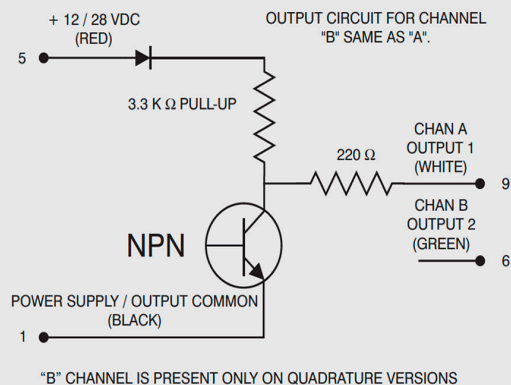 + 12 / 28 VDC
(RED)
OUTPUT CIRCUIT FOR CHANNEL
"B" SAME AS "A".
5
3.3 K Ω PULL-UP
220 Ω
CHAN A
OUTPUT 1
(WHITE)
9
CHAN B
OUTPUT 2
(GREEN)
6
NPN
POWER SUPPLY / OUTPUT COMMON
(BLACK)
1
“B” CHANNEL IS PRESENT ONLY ON QUADRATURE VERSIONS